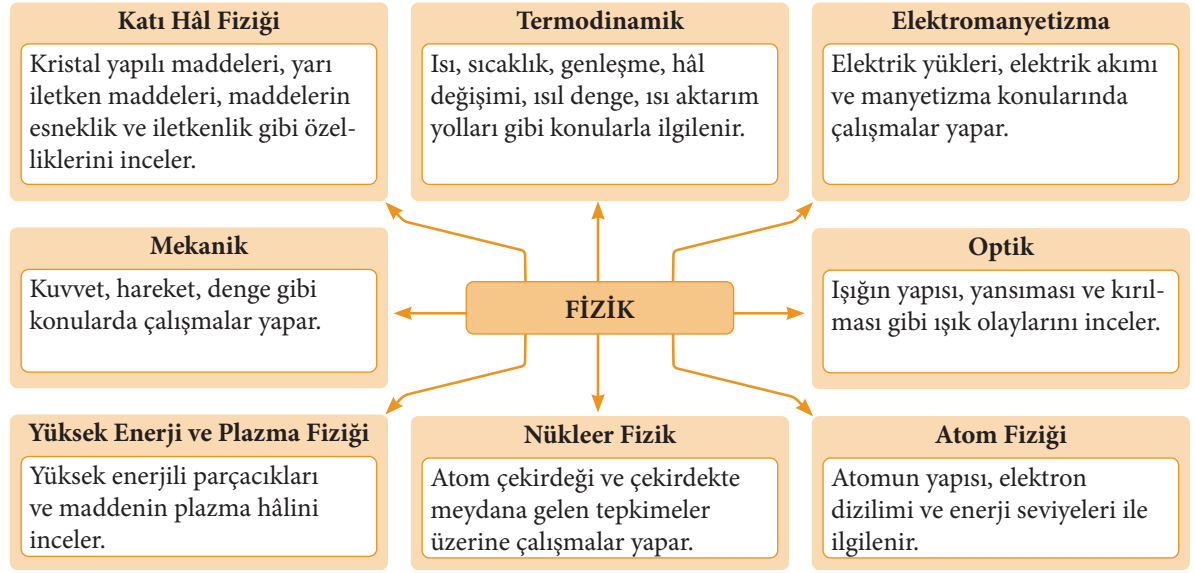 Katı Hâl Fiziği
Kristal yapılı maddeleri, yarı
iletken maddeleri, maddelerin
esneklik ve iletkenlik gibi özel-
liklerini inceler.
Termodinamik
Isı, sıcaklık, genleşme, hâl
değişimi, ısıl denge, ısı aktarım
yolları gibi konularla ilgilenir.
Elektromanyetizma
Elektrik yükleri, elektrik akımı
ve manyetizma konularında
çalışmalar yapar.
Mekanik
Kuvvet, hareket, denge gibi
konularda çalışmalar yapar.
FİZİK
Optik
Işığın yapısı, yansıması ve kırıl-
ması gibi ışık olaylarını inceler.
Yüksek Enerji ve Plazma Fiziği
Yüksek enerjili parçacıkları
ve maddenin plazma hâlini
inceler.
Nükleer Fizik
Atom çekirdeği ve çekirdekte
meydana gelen tepkimeler
üzerine çalışmalar yapar.
Atom Fiziği
Atomun yapısı, elektron
dizilimi ve enerji seviyeleri ile
ilgilenir.